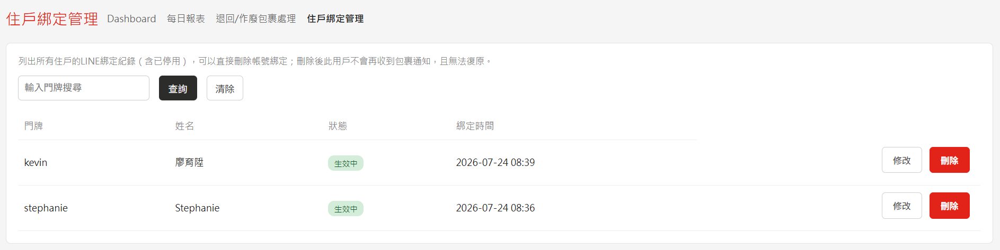 住戶綁定管理 Dashboard 每日報表 退回/作廢包裹處理 住戶綁定管理
列出所有住戶的LINE綁定紀錄（含已停用），可以直接刪除帳號綁定；刪除後此用戶不會再收到包裹通知，且無法復原。
輸入門牌搜尋 查詢 清除
門牌 姓名 狀態 綁定時間
kevin 廖育陞 生效中 2026-07-24 08:39 修改 刪除
stephanie Stephanie 生效中 2026-07-24 08:36 修改 刪除